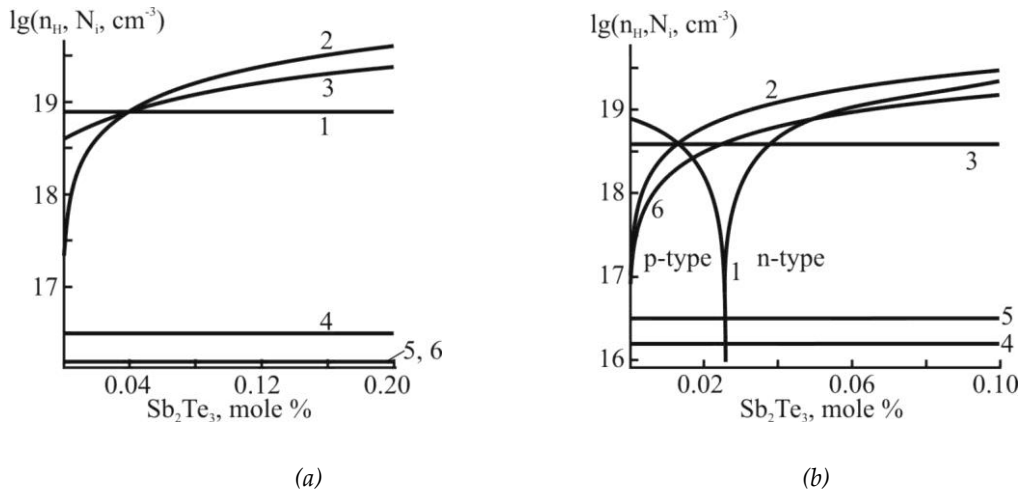 lg(n_H, N_i, cm^-3)
2
3
1
19
18
17
4
5, 6
0.04 0.12 0.20
Sb₂Te₃, mole %
(a)
lg(n_H,N_i, cm^-3)
2
19
3
18
6
p-type 1 n-type
17
5
4
16
0.02 0.06 0.10
Sb₂Te₃, mole %
(b)